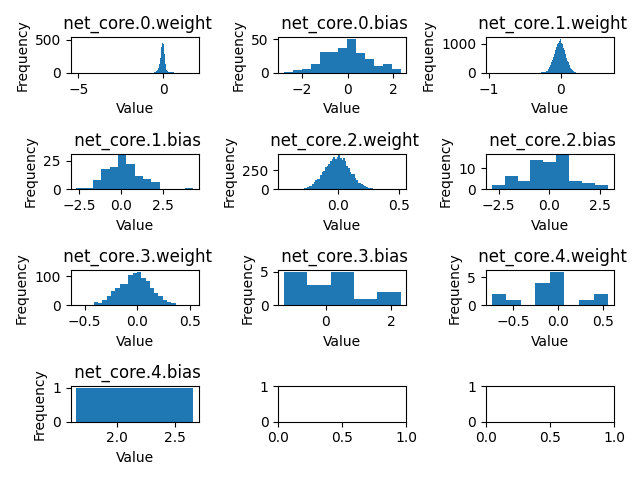 net_core.0.weight
500
0
Frequency
−5
0
Value
net_core.0.bias
50
0
Frequency
−2
0
2
Value
net_core.1.weight
1000
0
Frequency
−1
0
Value
net_core.1.bias
25
0
Frequency
−2.5
0.0
2.5
Value
net_core.2.weight
250
0
Frequency
0.0
0.5
Value
net_core.2.bias
10
0
Frequency
−2.5
0.0
2.5
Value
net_core.3.weight
100
0
Frequency
−0.5
0.0
0.5
Value
net_core.3.bias
5
0
Frequency
0
2
Value
net_core.4.weight
5
0
Frequency
−0.5
0.0
0.5
Value
net_core.4.bias
1
0
Frequency
2.0
2.5
Value
1
0
0.0
0.5
1.0
1
0
0.0
0.5
1.0